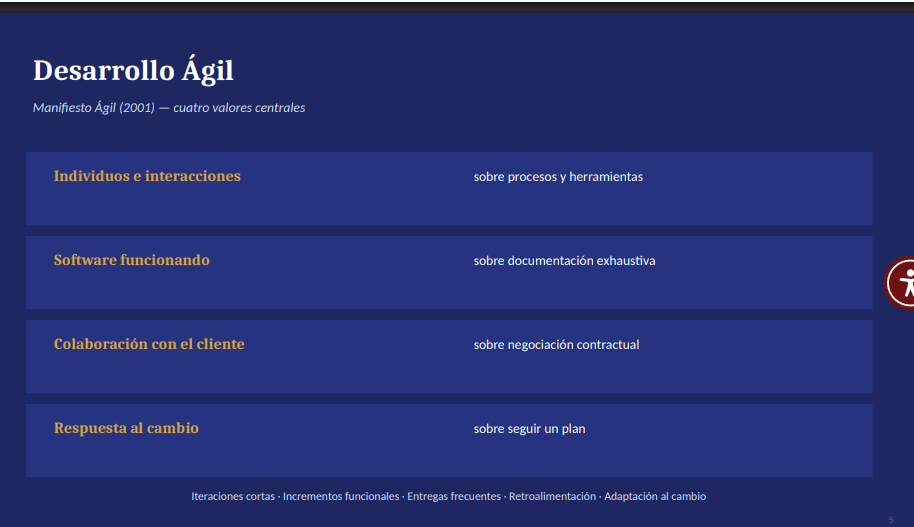 Desarrollo Ágil
Manifiesto Ágil (2001) — cuatro valores centrales
Individuos e interacciones
sobre procesos y herramientas
Software funcionando
sobre documentación exhaustiva
Colaboración con el cliente
sobre negociación contractual
Respuesta al cambio
sobre seguir un plan
Iteraciones cortas · Incrementos funcionales · Entregas frecuentes · Retroalimentación · Adaptación al cambio
5